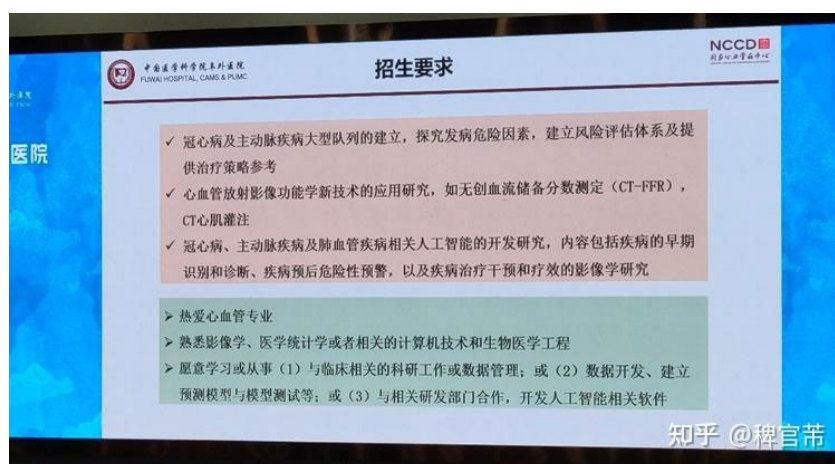 中国医学科学院阜外医院
FUWAI HOSPITAL, CAMS & PUMC
招生要求
NCCD
国家心血管病中心
医院
✓ 冠心病及主动脉疾病大型队列的建立，探究发病危险因素，建立风险评估体系及提
供治疗策略参考
✓ 心血管放射影像功能学新技术的应用研究，如无创血流储备分数测定（CT-FFR），
CT心肌灌注
✓ 冠心病、主动脉疾病及肺血管疾病相关人工智能的开发研究，内容包括疾病的早期
识别和诊断、疾病预后危险性预警，以及疾病治疗干预和疗效的影像学研究
➢ 热爱心血管专业
➢ 熟悉影像学、医学统计学或者相关的计算机技术和生物医学工程
➢ 愿意学习或从事（1）与临床相关的科研工作或数据管理；或（2）数据开发、建立
预测模型与模型测试等；或（3）与相关研发部门合作，开发人工智能相关软件
知乎 @稗官芾